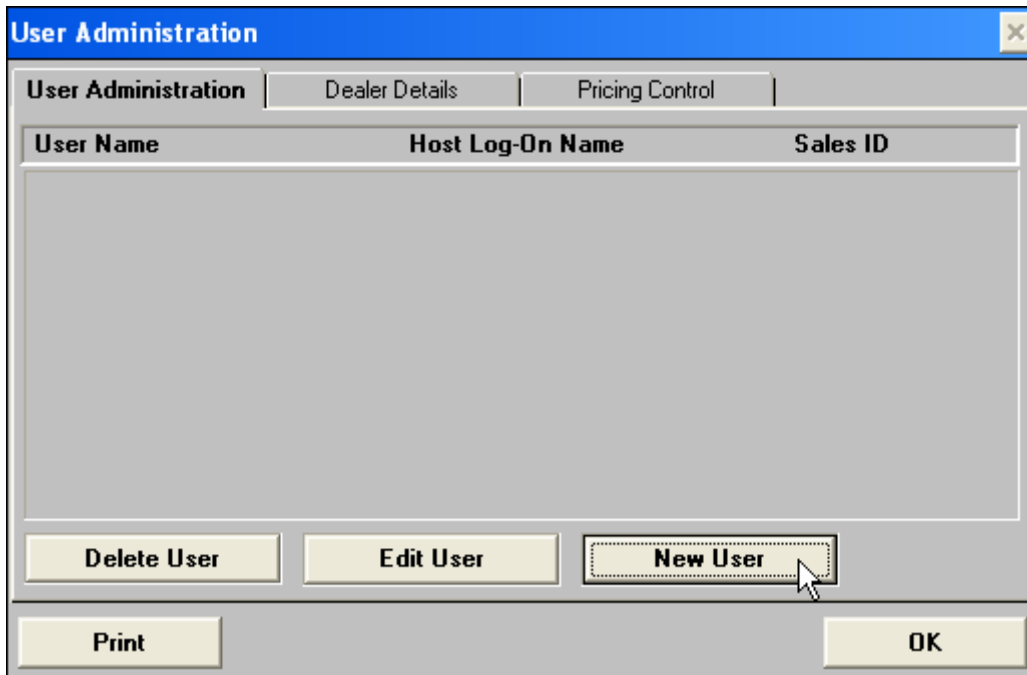 User Administration
User Administration Dealer Details Pricing Control
User Name Host Log-On Name Sales ID
Delete User Edit User New User
Print OK